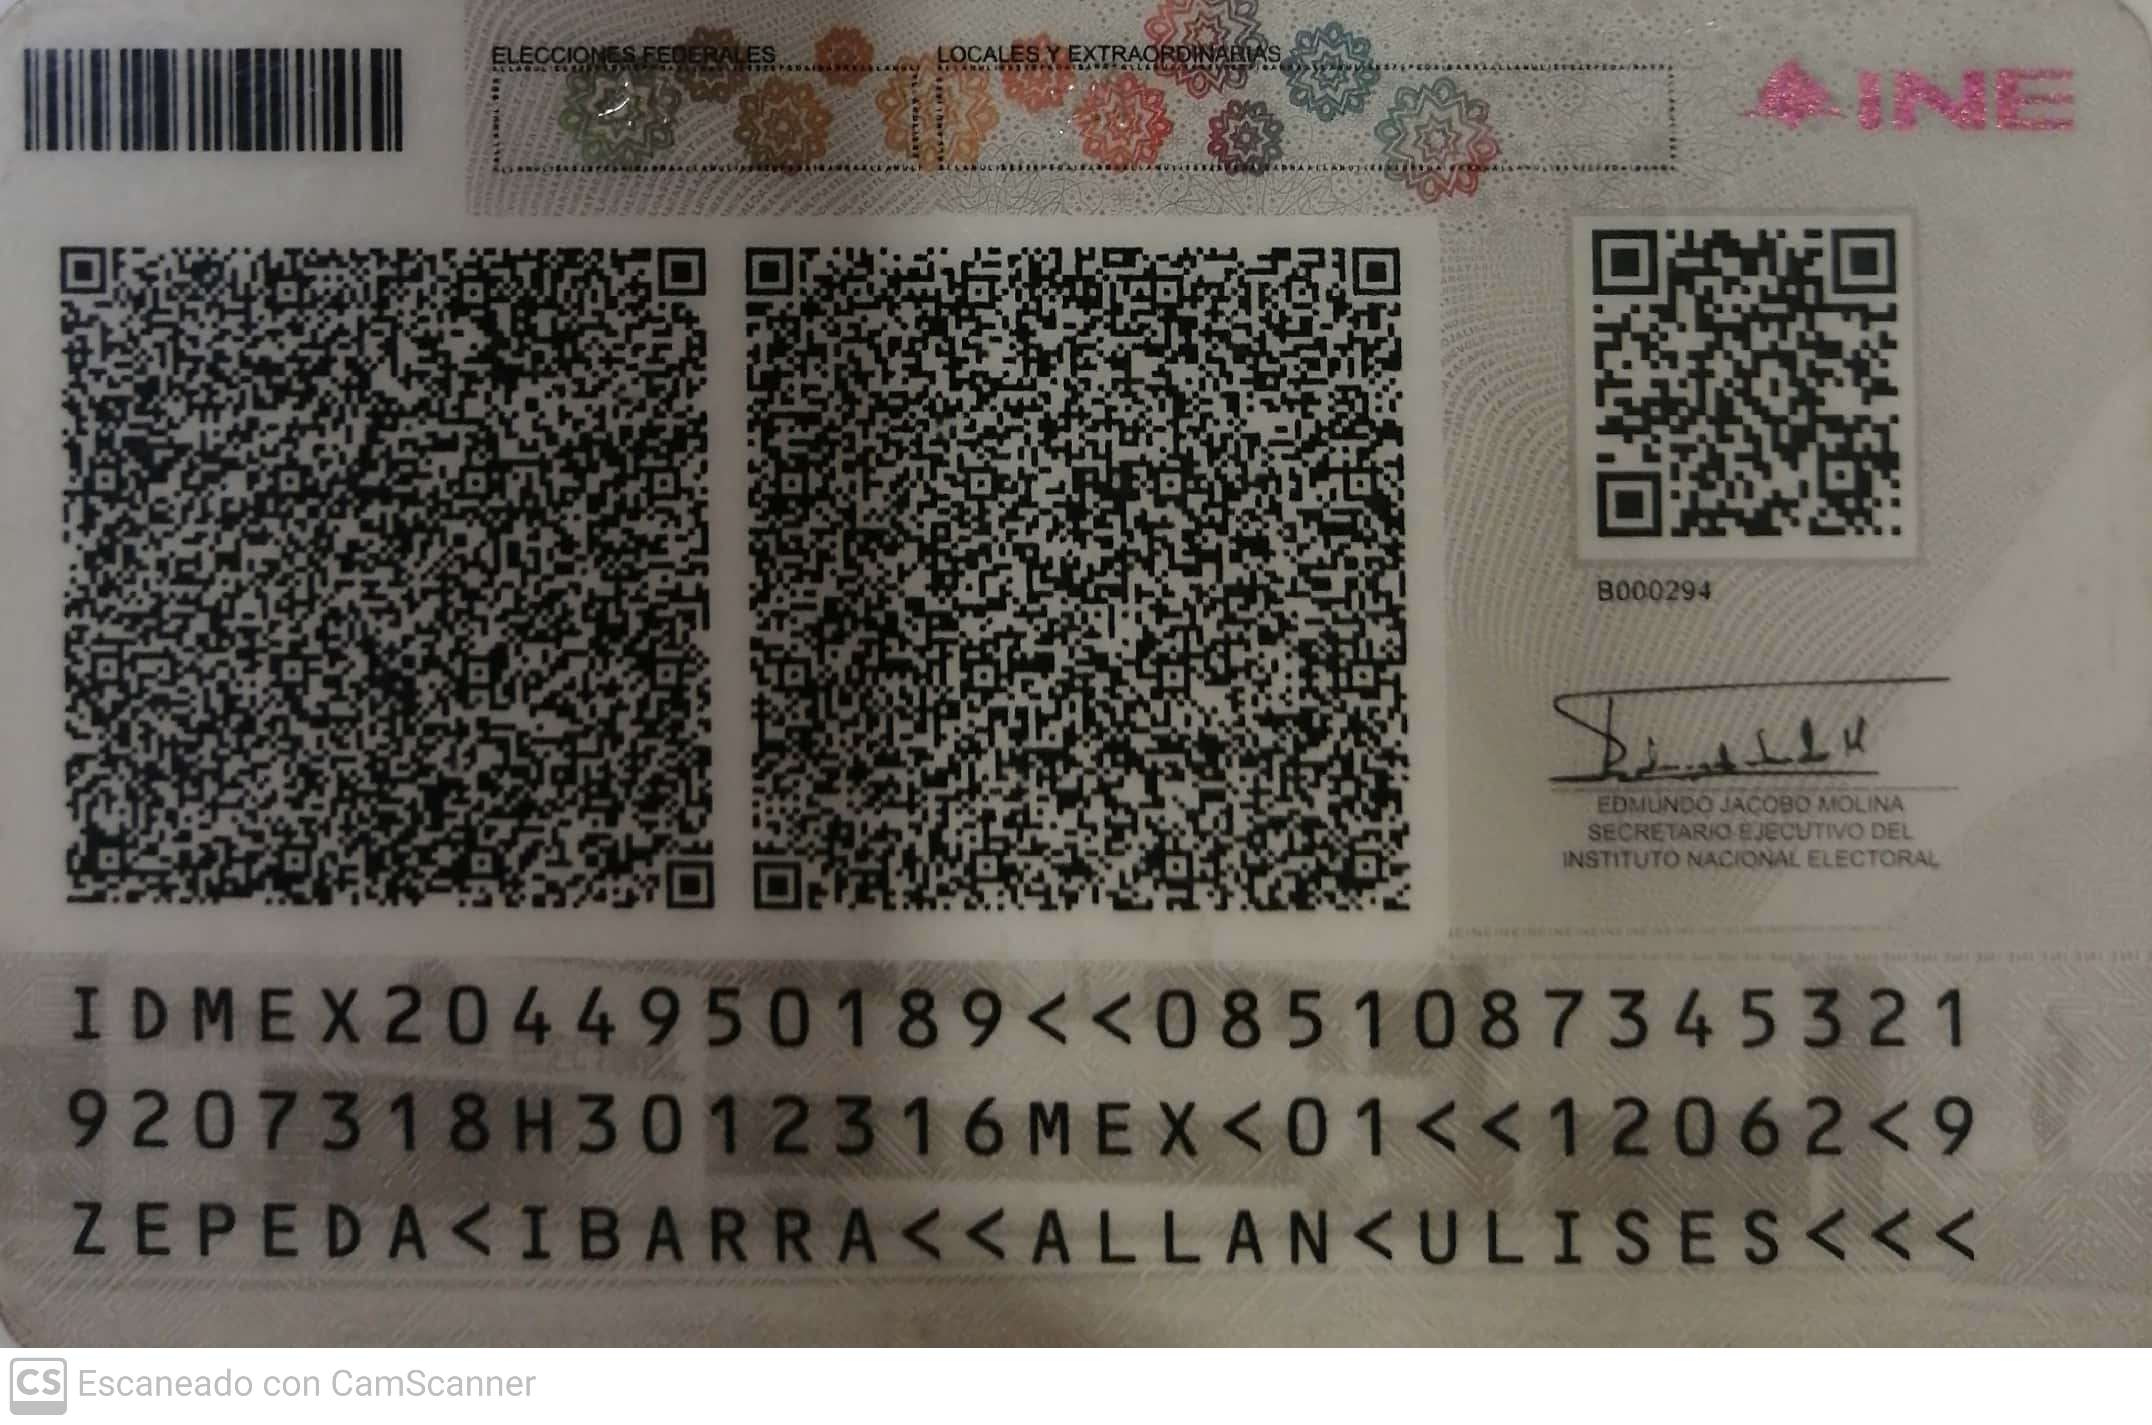 ELECCIONES FEDERALES LOCALES Y EXTRAORDINARIAS
INE
B000294
EDMUNDO JACOBO MOLINA
SECRETARIO EJECUTIVO DEL
INSTITUTO NACIONAL ELECTORAL
IDMEX2044950189<<0851087345321
9207318H3012316MEX<01<<12062<9
ZEPEDA<IBARRA<<ALLAN<ULISES<<<
CS Escaneado con CamScanner